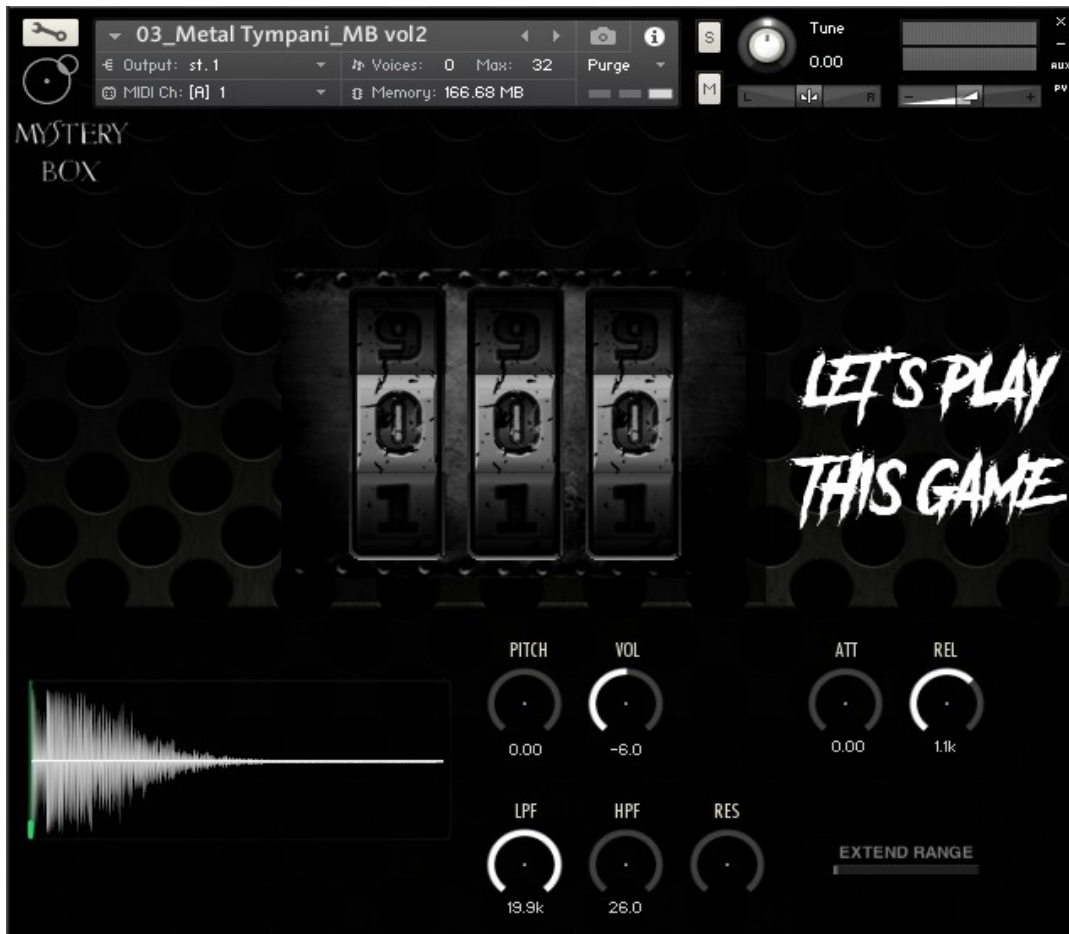 03_Metal Tympani_MB vol2
Output: st.1
Voices: 0 Max: 32
Purge
MIDI Ch: [A] 1
Memory: 166.68 MB
S
M
Tune
0.00
L
R
-
+
X
-
AUX
PV
MYSTERY
BOX
9 9 9
0 0 0
1 1 1
LET'S PLAY
THIS GAME
PITCH VOL ATT REL
0.00 -6.0 0.00 1.1k
LPF HPF RES
EXTEND RANGE
19.9k 26.0